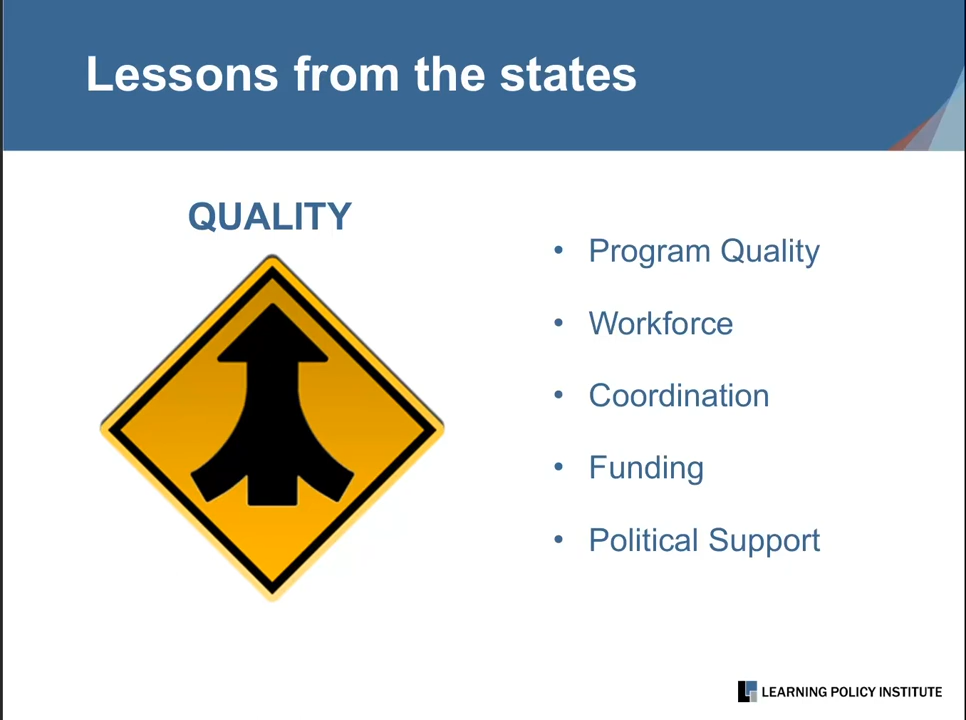 Lessons from the states
QUALITY
• Program Quality
• Workforce
• Coordination
• Funding
• Political Support
LEARNING POLICY INSTITUTE